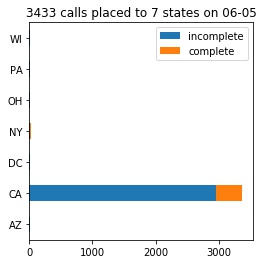 3433 calls placed to 7 states on 06-05
incomplete
complete
WI
PA
OH
NY
DC
CA
AZ
0 1000 2000 3000